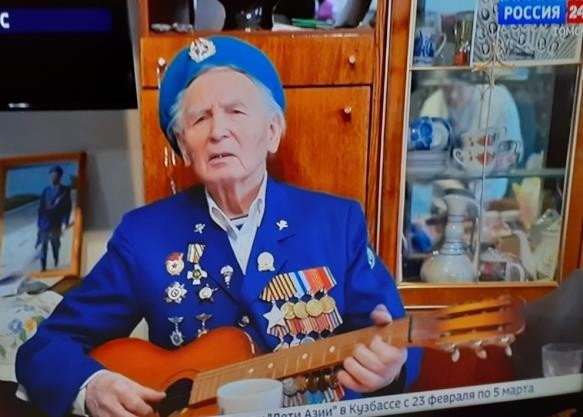 С
РОССИЯ 24
ТОМСК
"Дети Азии" в Кузбассе с 23 февраля по 5 марта